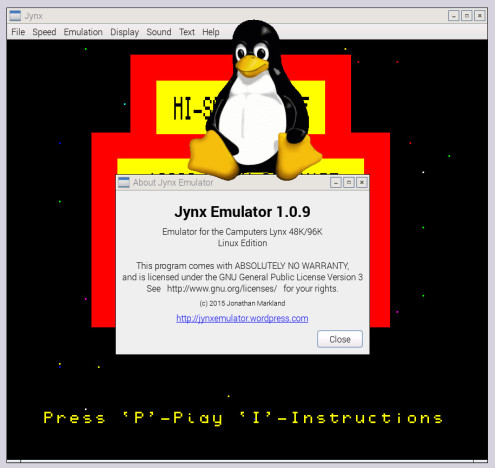 Jynx
File Speed Emulation Display Sound Text Help
About Jynx Emulator
Jynx Emulator 1.0.9
Emulator for the Camputers Lynx 48K/96K
Linux Edition
This program comes with ABSOLUTELY NO WARRANTY,
and is licensed under the GNU General Public License Version 3
See http://www.gnu.org/licenses/ for your rights.
(c) 2015 Jonathan Markland
http://jynxemulator.wordpress.com
Close
Press 'P'-Play 'I'-Instructions